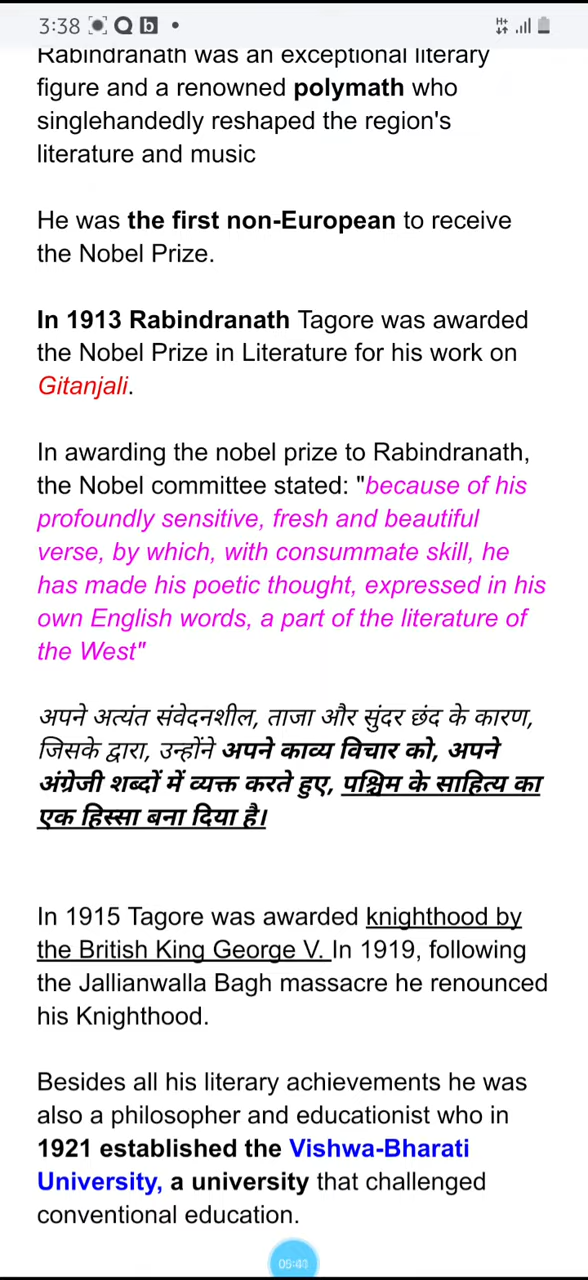 3:38
H+
Rabindranath was an exceptional literary
figure and a renowned polymath who
singlehandedly reshaped the region's
literature and music
He was the first non-European to receive
the Nobel Prize.
In 1913 Rabindranath Tagore was awarded
the Nobel Prize in Literature for his work on
Gitanjali.
In awarding the nobel prize to Rabindranath,
the Nobel committee stated: "because of his
profoundly sensitive, fresh and beautiful
verse, by which, with consummate skill, he
has made his poetic thought, expressed in his
own English words, a part of the literature of
the West"
अपने अत्यंत संवेदनशील, ताजा और सुंदर छंद के कारण,
जिसके द्वारा, उन्होंने अपने काव्य विचार को, अपने
अंग्रेजी शब्दों में व्यक्त करते हुए, पश्चिम के साहित्य का
एक हिस्सा बना दिया है।
In 1915 Tagore was awarded knighthood by
the British King George V. In 1919, following
the Jallianwalla Bagh massacre he renounced
his Knighthood.
Besides all his literary achievements he was
also a philosopher and educationist who in
1921 established the Vishwa-Bharati
University, a university that challenged
conventional education.